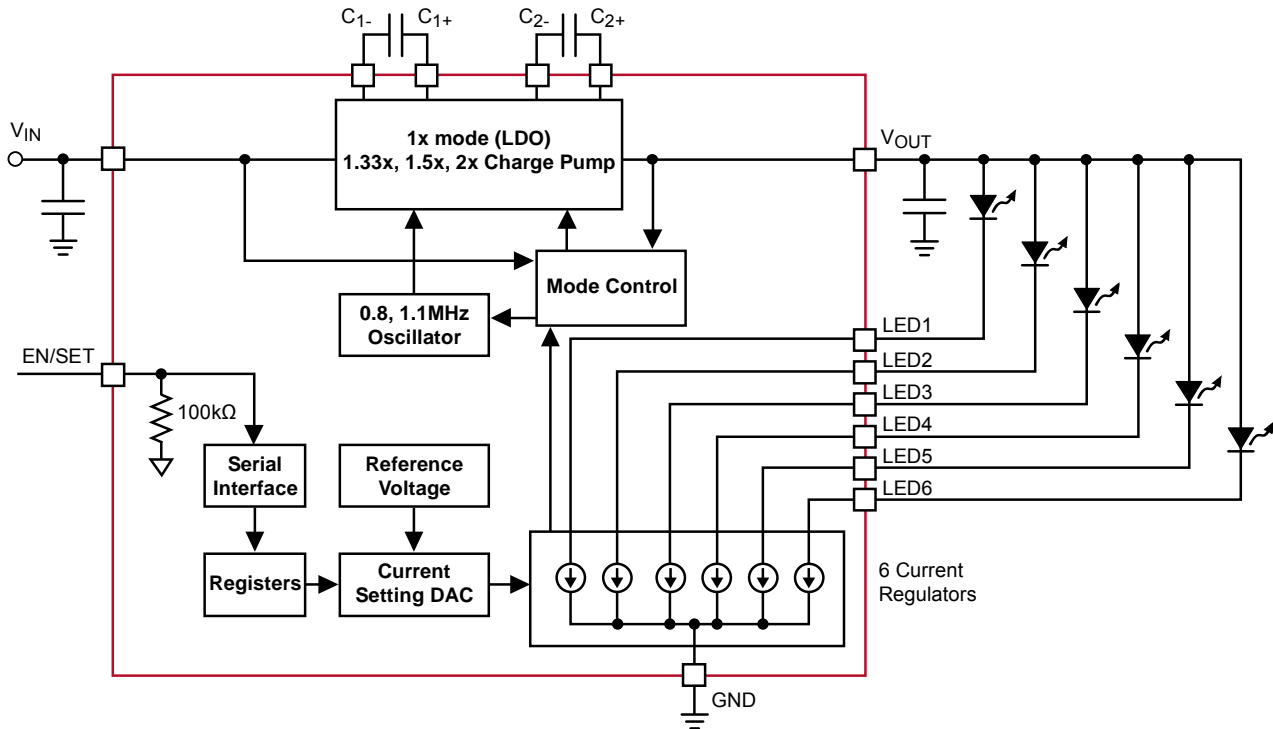 C1- C1+ C2- C2+
VIN
1x mode (LDO)
1.33x, 1.5x, 2x Charge Pump
VOUT
Mode Control
0.8, 1.1MHz
Oscillator
EN/SET
100kΩ
LED1
LED2
LED3
LED4
LED5
LED6
Serial
Interface
Reference
Voltage
Registers
Current
Setting DAC
6 Current
Regulators
GND